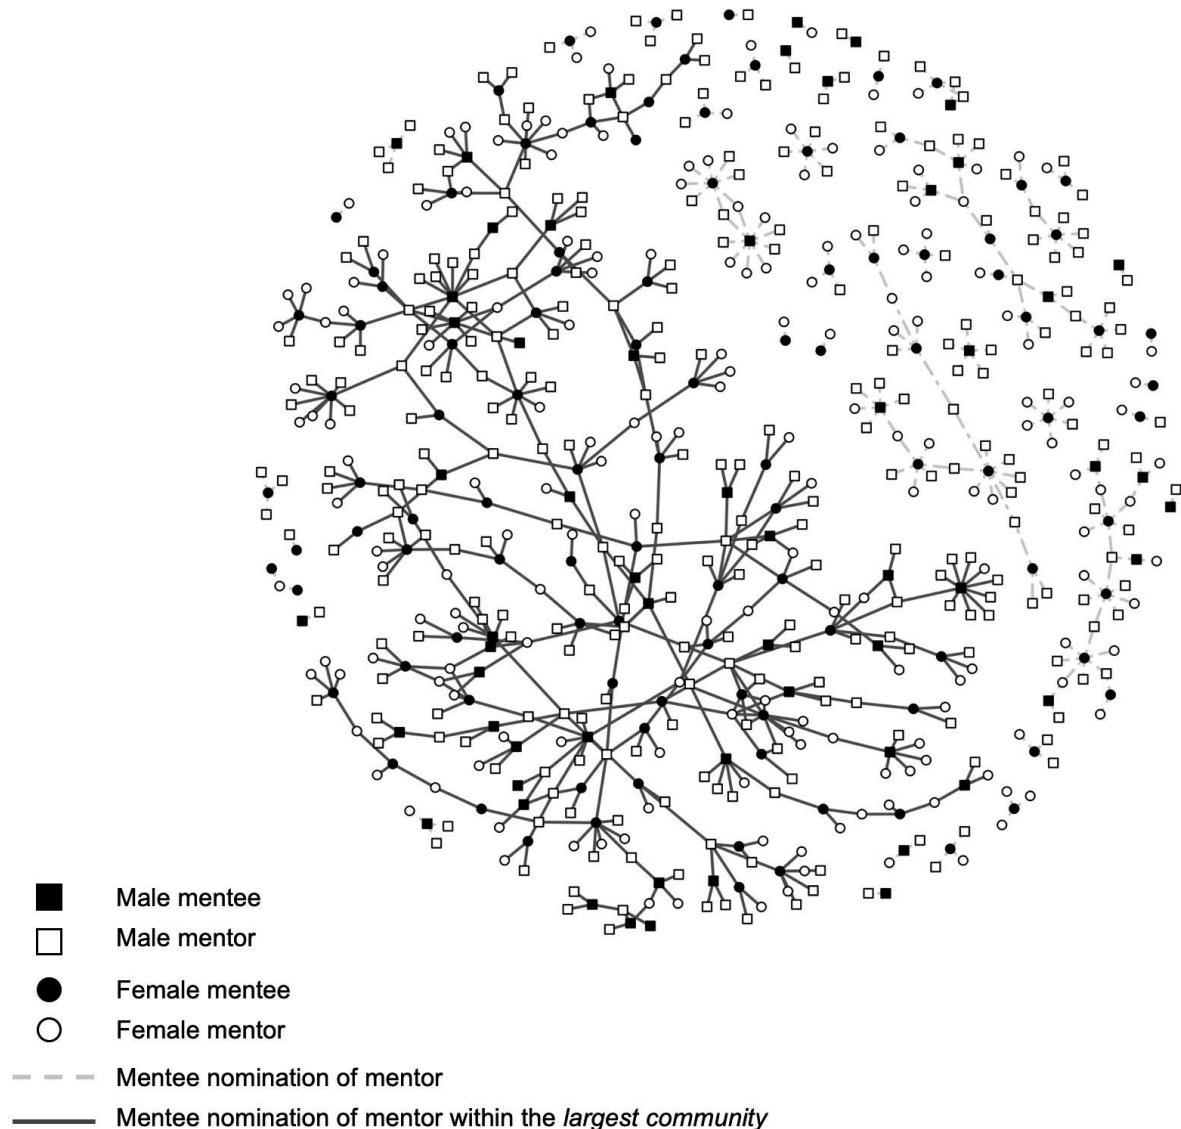 Male mentee
Male mentor
Female mentee
Female mentor
Mentee nomination of mentor
Mentee nomination of mentor within the largest community